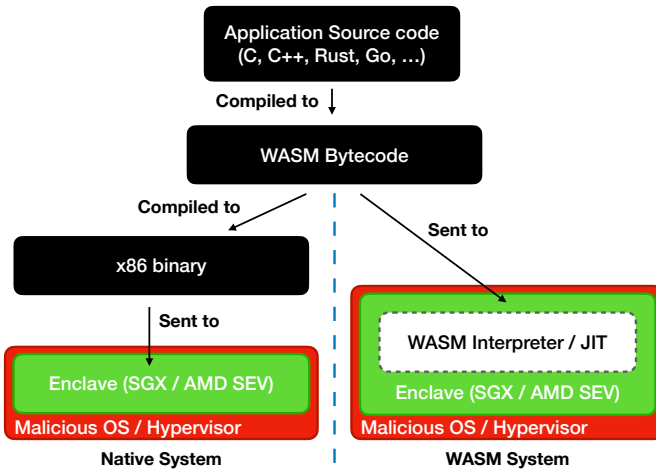 Application Source code
(C, C++, Rust, Go, …)
Compiled to
WASM Bytecode
Compiled to
Sent to
x86 binary
Sent to
WASM Interpreter / JIT
Enclave (SGX / AMD SEV)
Enclave (SGX / AMD SEV)
Malicious OS / Hypervisor
Malicious OS / Hypervisor
Native System
WASM System